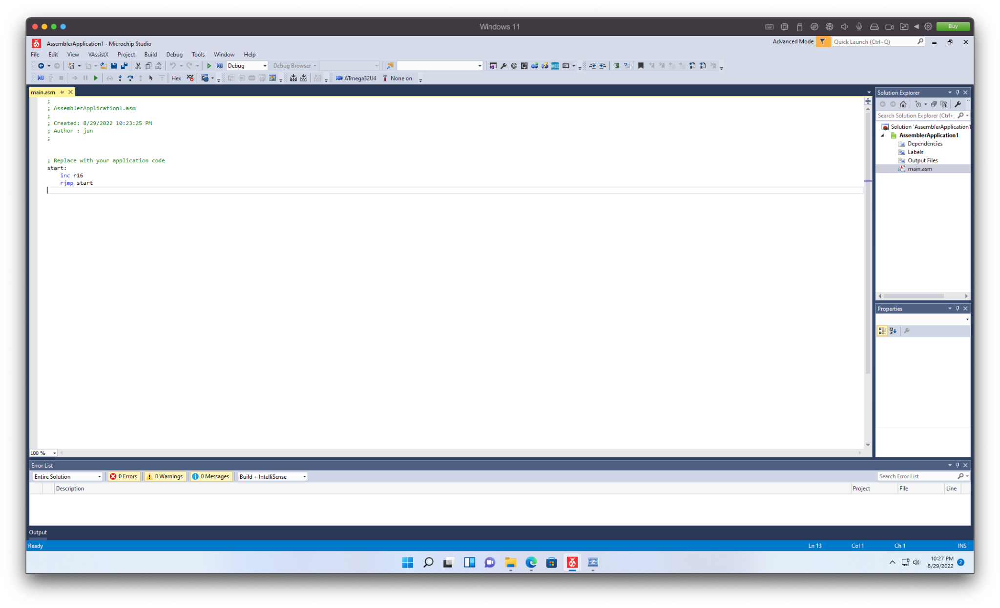 Windows 11
Buy
AssemblerApplication1 - Microchip Studio
Advanced Mode
Quick Launch (Ctrl+Q)
File Edit View VAssistX Project Build Debug Tools Window Help
Debug Debug Browser MCC
Hex ATmega32U4 None on
main.asm
;
; AssemblerApplication1.asm
;
; Created: 8/29/2022 10:23:25 PM
; Author : jun
;
; Replace with your application code
start:
inc r16
rjmp start
100 %
Solution Explorer
Search Solution Explorer (Ctrl+;
Solution 'AssemblerApplication1
AssemblerApplication1
Dependencies
Labels
Output Files
main.asm
Properties
Error List
Entire Solution 0 Errors 0 Warnings 0 Messages Build + IntelliSense
Search Error List
Description Project File Line
Output
Ready Ln 13 Col 1 Ch 1 INS
10:27 PM
8/29/2022
2